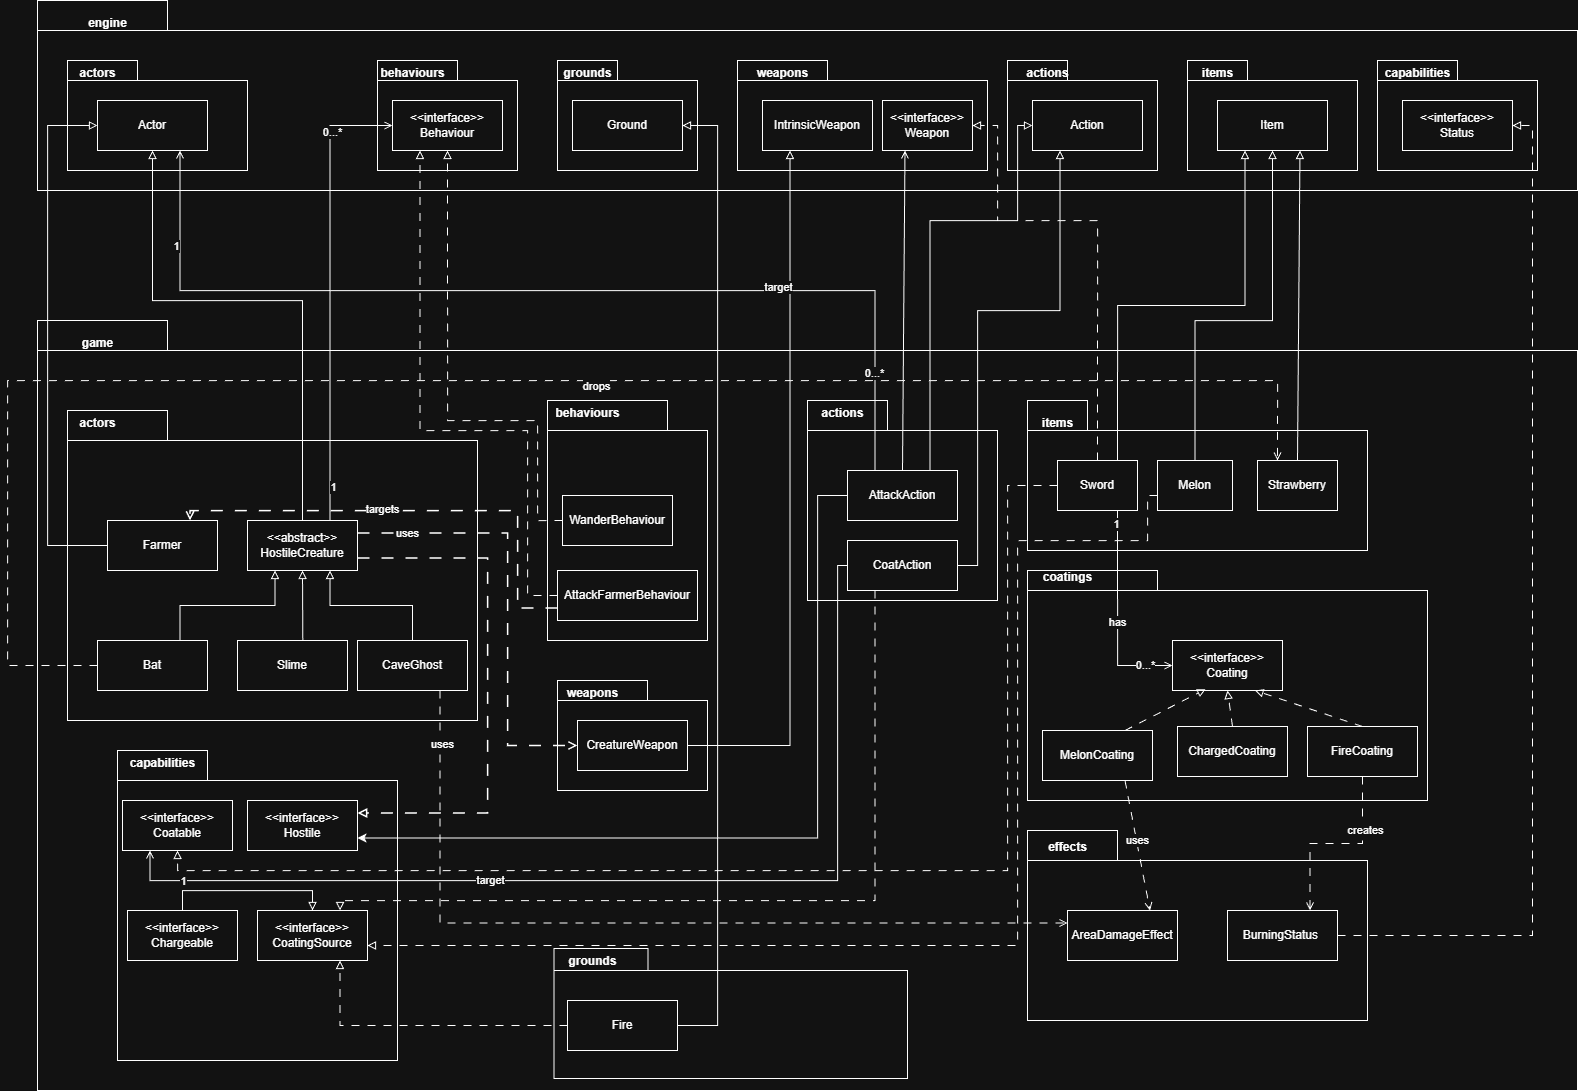 engine
actors
behaviours
grounds
weapons
actions
items
capabilities
Actor
<<interface>>
Behaviour
Ground
IntrinsicWeapon
<<interface>>
Weapon
Action
Item
<<interface>>
Status
0...*
1
target
game
0...*
drops
actors
behaviours
actions
items
Farmer
<<abstract>>
HostileCreature
1
targets
uses
WanderBehaviour
AttackFarmerBehaviour
AttackAction
CoatAction
Sword
Melon
Strawberry
1
has
0...*
coatings
<<interface>>
Coating
MelonCoating
ChargedCoating
FireCoating
Bat
Slime
CaveGhost
uses
weapons
CreatureWeapon
capabilities
<<interface>>
Coatable
<<interface>>
Hostile
1
target
<<interface>>
Chargeable
<<interface>>
CoatingSource
uses
creates
effects
AreaDamageEffect
BurningStatus
grounds
Fire